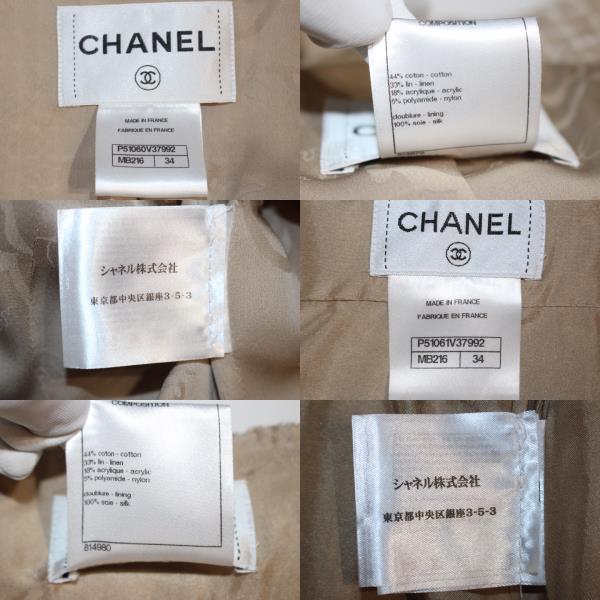 CHANEL
MADE IN FRANCE
FABRIQUE EN FRANCE
P51060V37992
MB216 34
COMPOSITION
44% coton - cotton
33% lin - linen
18% acrylique - acrylic
5% polyamide - nylon
doublure - lining
100% soie - silk
シャネル株式会社
東京都中央区銀座3-5-3
CHANEL
MADE IN FRANCE
FABRIQUE EN FRANCE
P51061V37992
MB216 34
COMPOSITION
44% coton - cotton
33% lin - linen
18% acrylique - acrylic
5% polyamide - nylon
doublure - lining
100% soie - silk
814980
シャネル株式会社
東京都中央区銀座3-5-3